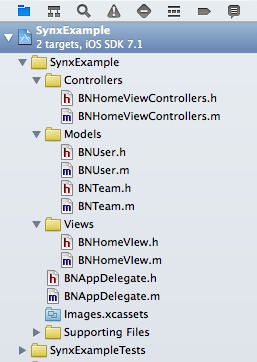 SynxExample
2 targets, iOS SDK 7.1
SynxExample
Controllers
BNHomeViewControllers.h
BNHomeViewControllers.m
Models
BNUser.h
BNUser.m
BNTeam.h
BNTeam.m
Views
BNHomeVIew.h
BNHomeVIew.m
BNAppDelegate.h
BNAppDelegate.m
Images.xcassets
Supporting Files
SynxExampleTests